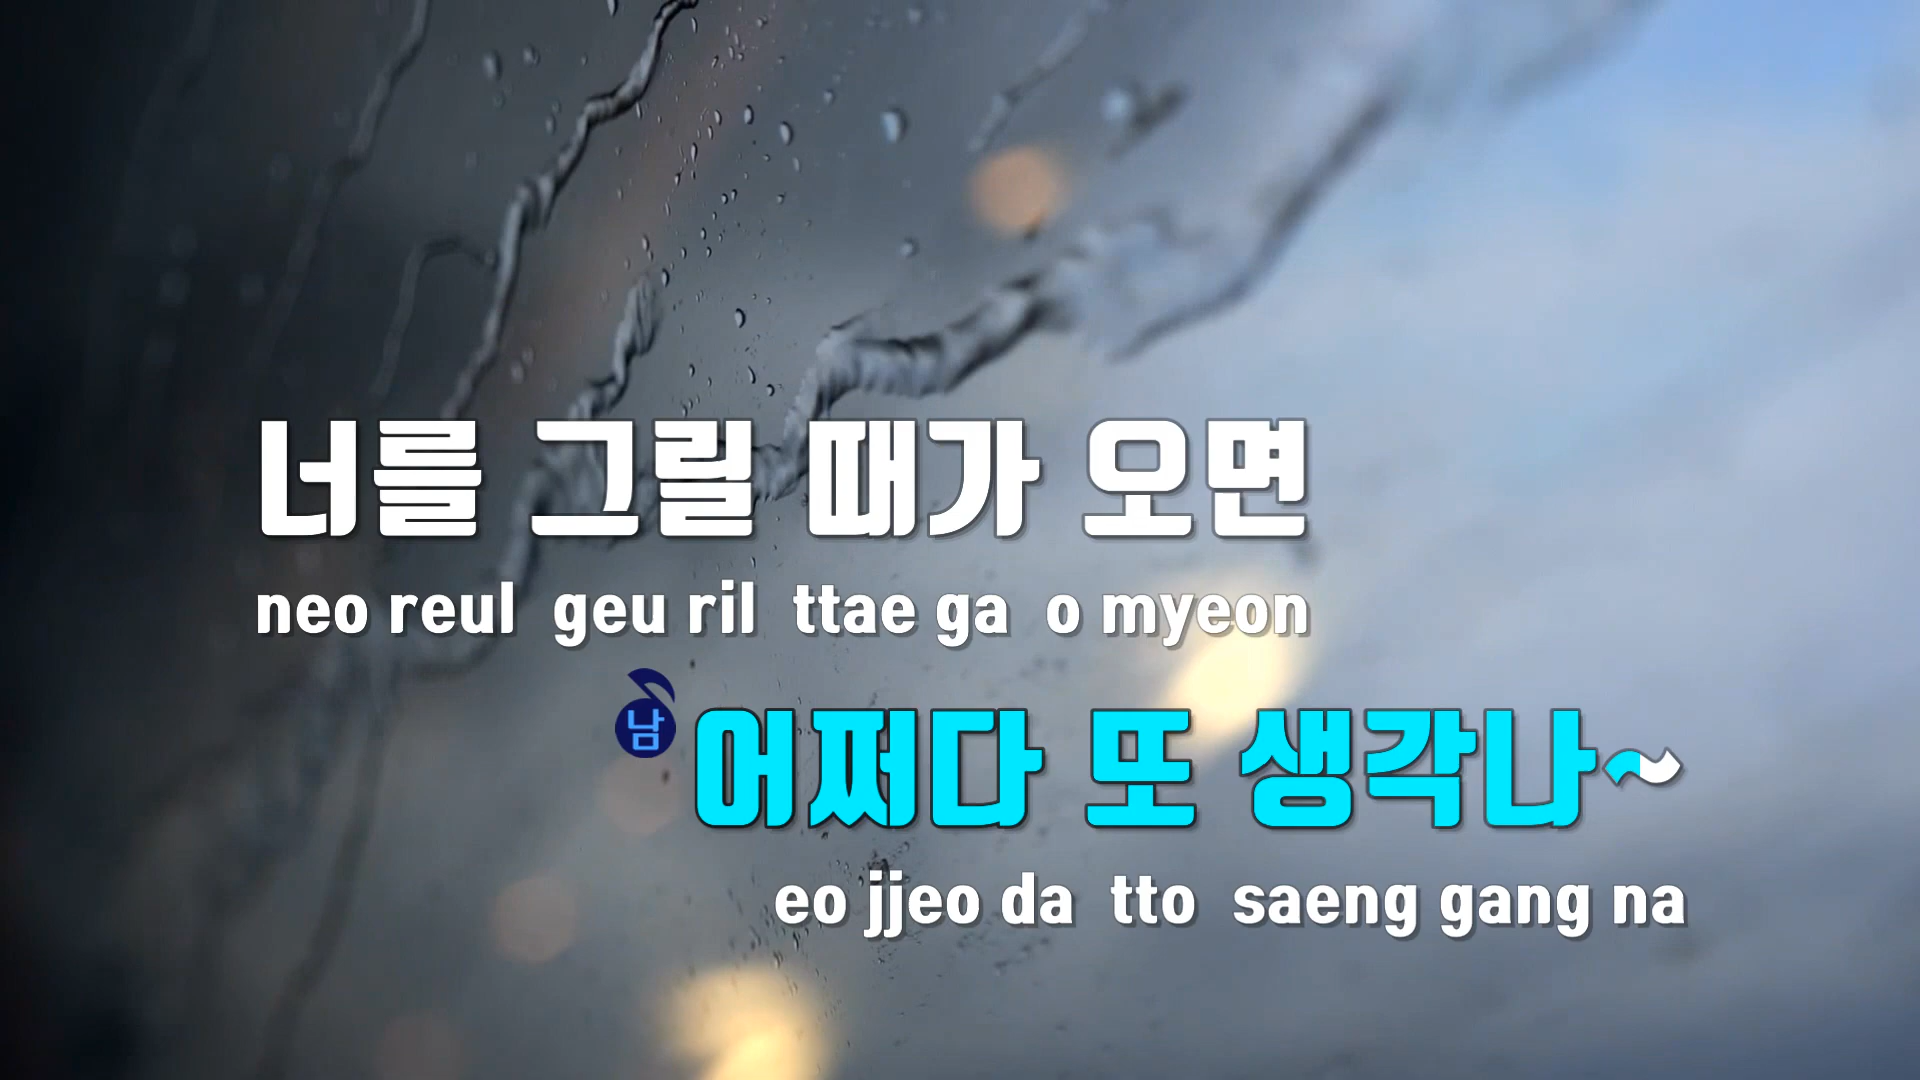 너를 그릴 때가 오면
neo reul geu ril ttae ga o myeon
남
어쩌다 또 생각나~
eo jjeo da tto saeng gang na